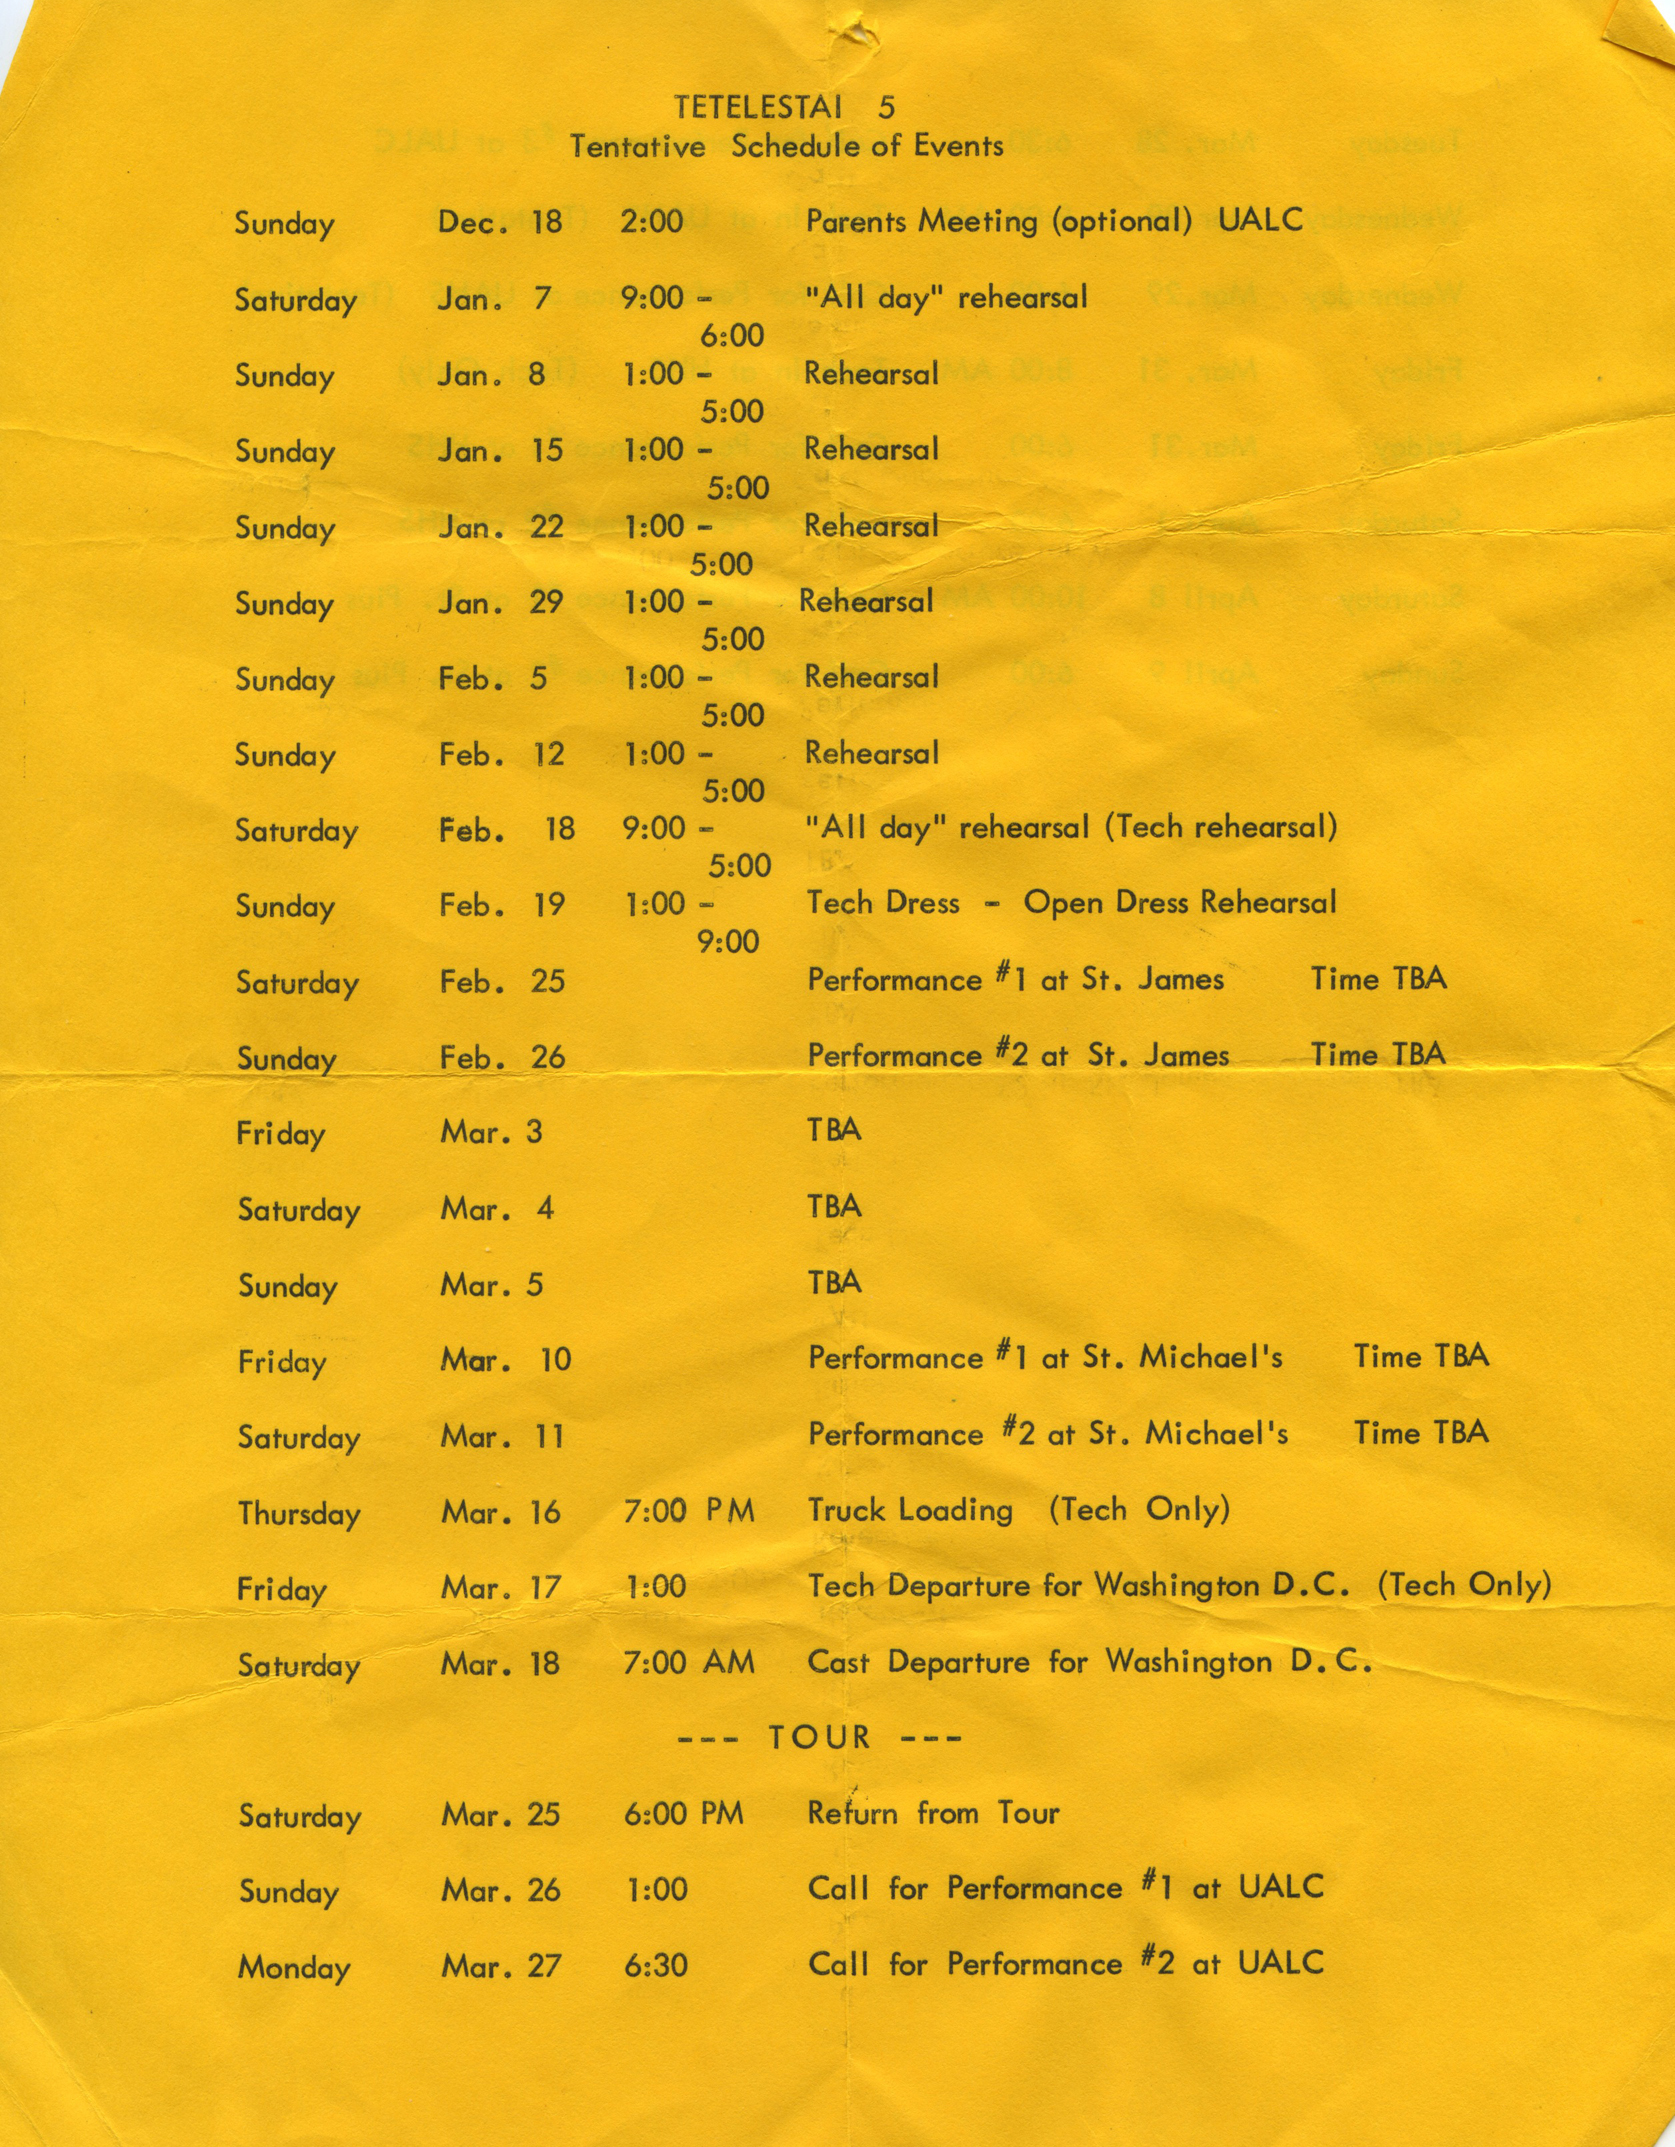 TETELESTAI 5
Tentative Schedule of Events
Sunday Dec. 18 2:00 Parents Meeting (optional) UALC
Saturday Jan. 7 9:00 - "All day" rehearsal
6:00
Sunday Jan. 8 1:00 - Rehearsal
5:00
Sunday Jan. 15 1:00 - Rehearsal
5:00
Sunday Jan. 22 1:00 - Rehearsal
5:00
Sunday Jan. 29 1:00 - Rehearsal
5:00
Sunday Feb. 5 1:00 - Rehearsal
5:00
Sunday Feb. 12 1:00 - Rehearsal
5:00
Saturday Feb. 18 9:00 - "All day" rehearsal (Tech rehearsal)
5:00
Sunday Feb. 19 1:00 - Tech Dress - Open Dress Rehearsal
9:00
Saturday Feb. 25 Performance #1 at St. James Time TBA
Sunday Feb. 26 Performance #2 at St. James Time TBA
Friday Mar. 3 TBA
Saturday Mar. 4 TBA
Sunday Mar. 5 TBA
Friday Mar. 10 Performance #1 at St. Michael's Time TBA
Saturday Mar. 11 Performance #2 at St. Michael's Time TBA
Thursday Mar. 16 7:00 PM Truck Loading (Tech Only)
Friday Mar. 17 1:00 Tech Departure for Washington D.C. (Tech Only)
Saturday Mar. 18 7:00 AM Cast Departure for Washington D.C.
--- TOUR ---
Saturday Mar. 25 6:00 PM Return from Tour
Sunday Mar. 26 1:00 Call for Performance #1 at UALC
Monday Mar. 27 6:30 Call for Performance #2 at UALC